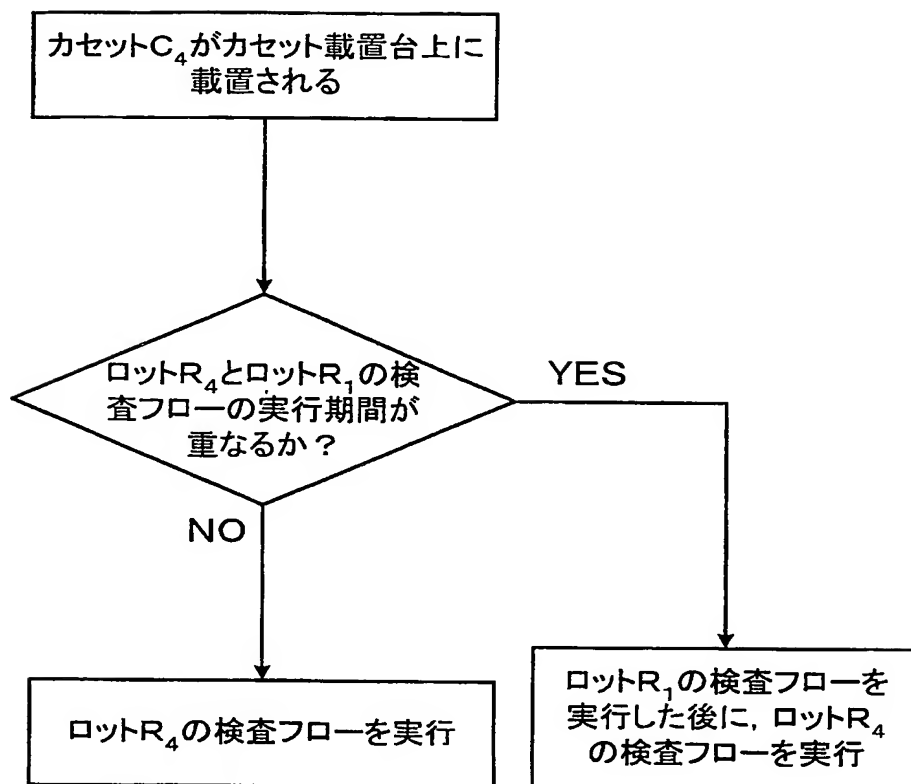 カセットC₄がカセット載置台上に
載置される
ロットR₄とロットR₁の検
査フローの実行期間が
重なるか？
YES
NO
ロットR₄の検査フローを実行
ロットR₁の検査フローを
実行した後に，ロットR₄
の検査フローを実行